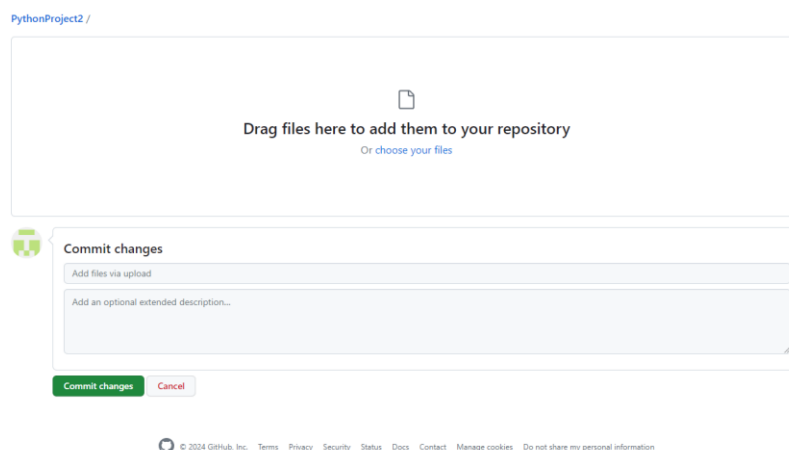 PythonProject2 /
Drag files here to add them to your repository
Or choose your files
Commit changes
Add files via upload
Add an optional extended description...
Commit changes Cancel
© 2024 GitHub, Inc. Terms Privacy Security Status Docs Contact Manage cookies Do not share my personal information